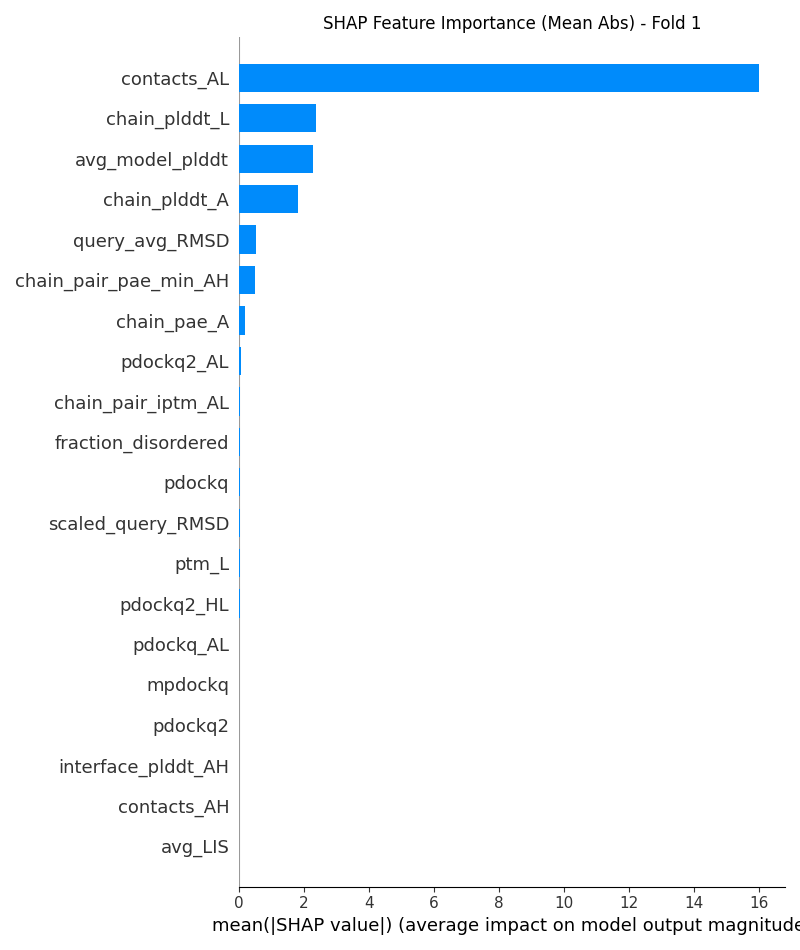 SHAP Feature Importance (Mean Abs) - Fold 1
contacts_AL
chain_plddt_L
avg_model_plddt
chain_plddt_A
query_avg_RMSD
chain_pair_pae_min_AH
chain_pae_A
pdockq2_AL
chain_pair_iptm_AL
fraction_disordered
pdockq
scaled_query_RMSD
ptm_L
pdockq2_HL
pdockq_AL
mpdockq
pdockq2
interface_plddt_AH
contacts_AH
avg_LIS
0 2 4 6 8 10 12 14 16
mean(|SHAP value|) (average impact on model output magnitude